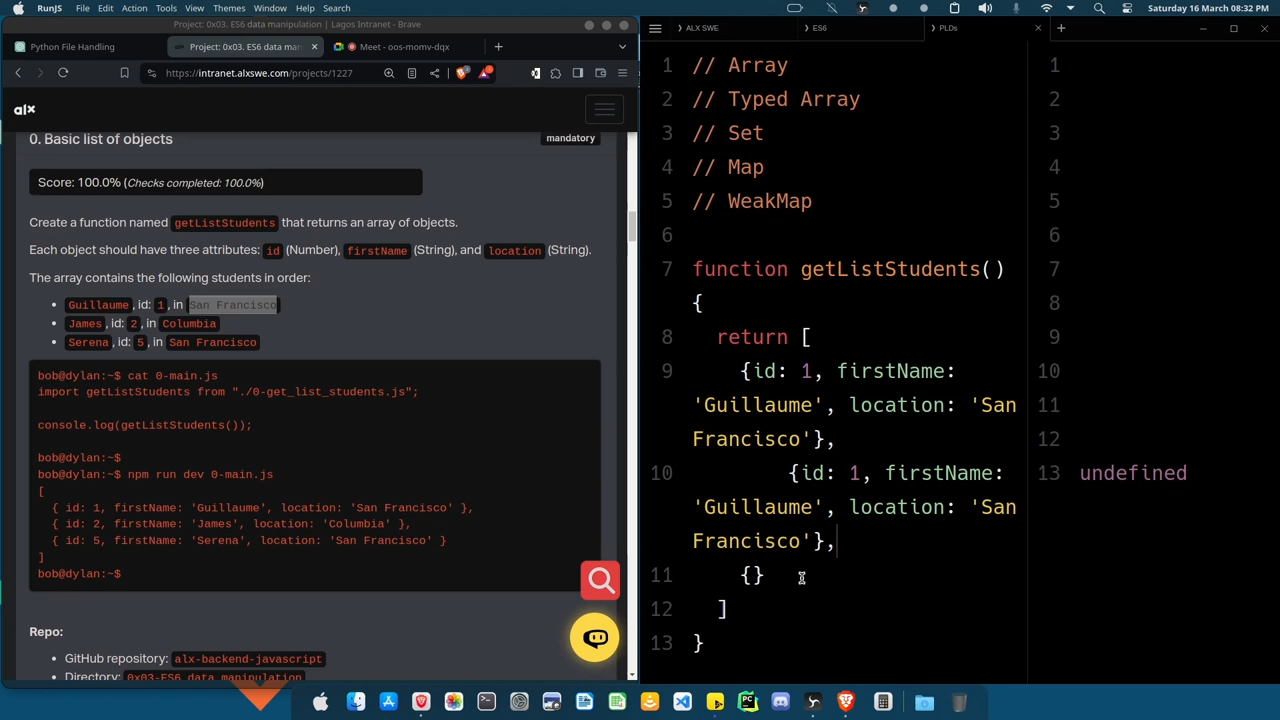 RunJS File Edit Actions Tools View Themes Window Help Search Saturday 16 March 08:32 PM
Project: 0x03. ES6 data manipulation | Lagos Intranet - Brave
Python File Handling Project: 0x03. ES6 data man Meet - oos-momv-dqx
https://intranet.alxswe.com/projects/1227
alx
0. Basic list of objects mandatory
Score: 100.0% (Checks completed: 100.0%)
Create a function named getListStudents that returns an array of objects.
Each object should have three attributes: id (Number), firstName (String), and location (String).
The array contains the following students in order:
Guillaume, id: 1, in San Francisco
James, id: 2, in Columbia
Serena, id: 5, in San Francisco
bob@dylan:~$ cat 0-main.js
import getListStudents from "./0-get_list_students.js";
console.log(getListStudents());
bob@dylan:~$
bob@dylan:~$ npm run dev 0-main.js
[
{ id: 1, firstName: 'Guillaume', location: 'San Francisco' },
{ id: 2, firstName: 'James', location: 'Columbia' },
{ id: 5, firstName: 'Serena', location: 'San Francisco' }
]
bob@dylan:~$
Repo:
GitHub repository: alx-backend-javascript
Directory: 0x03-ES6_data_manipulation
ALX SWE ES6 PLDs
1 // Array
2 // Typed Array
3 // Set
4 // Map
5 // WeakMap
6
7 function getListStudents()
{
8 return [
9 {id: 1, firstName:
'Guillaume', location: 'San
Francisco'},
10 {id: 1, firstName:
'Guillaume', location: 'San
Francisco'},
11 {}
12 ]
13 }
1
2
3
4
5
6
7
8
9
10
11
12
13 undefined